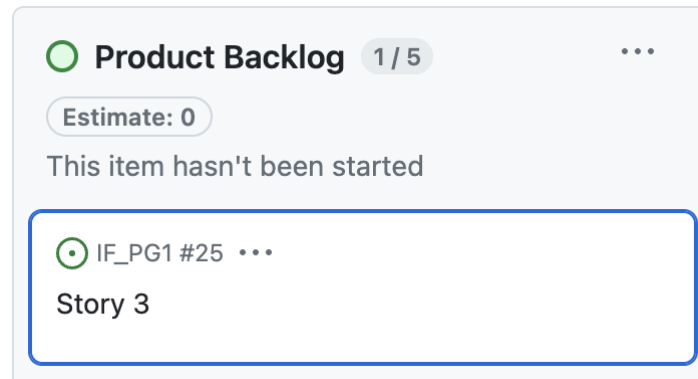 Product Backlog 1 / 5
Estimate: 0
This item hasn't been started
IF_PG1 #25
Story 3